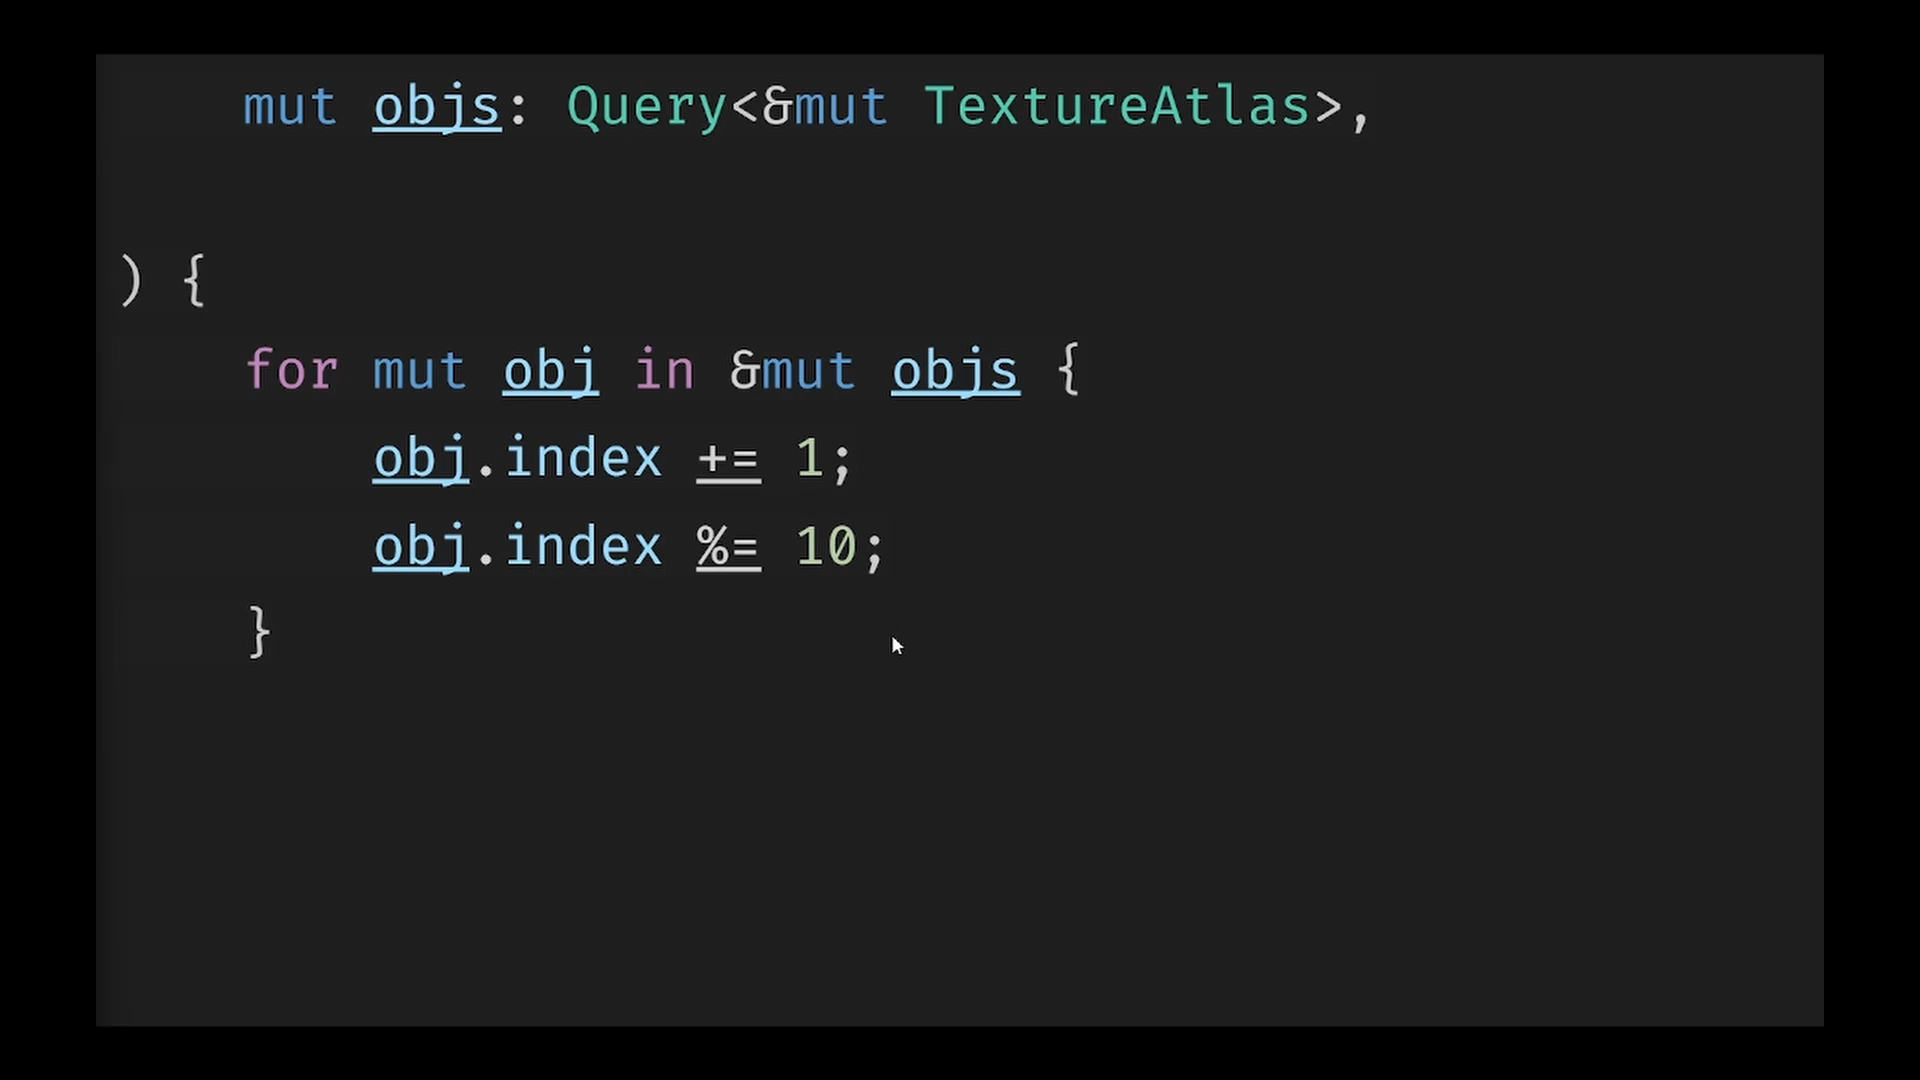 mut objs: Query<&mut TextureAtlas>,
) {
for mut obj in &mut objs {
obj.index += 1;
obj.index %= 10;
}